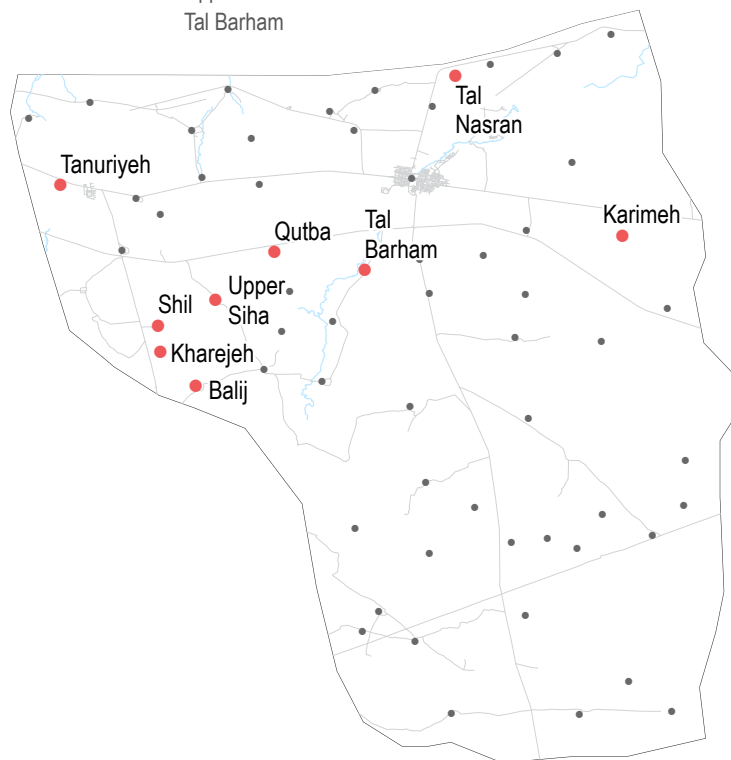 Tal Barham
Tal
Nasran
Tanuriyeh
Karimeh
Tal
Barham
Qutba
Upper
Siha
Shil
Kharejeh
Balij